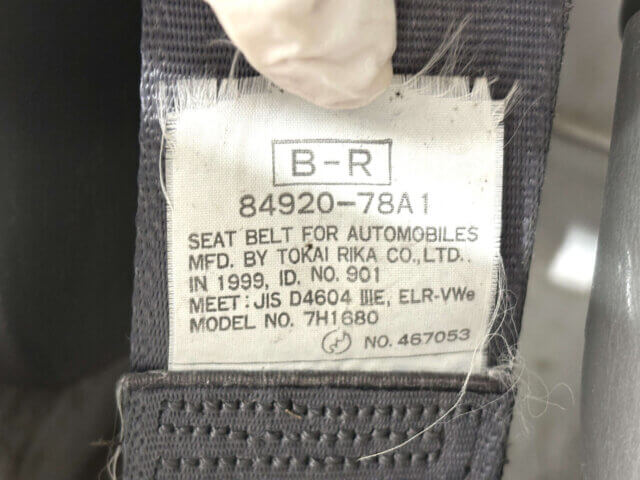 B-R
84920-78A1
SEAT BELT FOR AUTOMOBILES
MFD. BY TOKAI RIKA CO.,LTD..
IN 1999, ID. NO. 901
MEET: JIS D4604 ⅢE, ELR-VWe
MODEL NO. 7H1680
NO. 467053